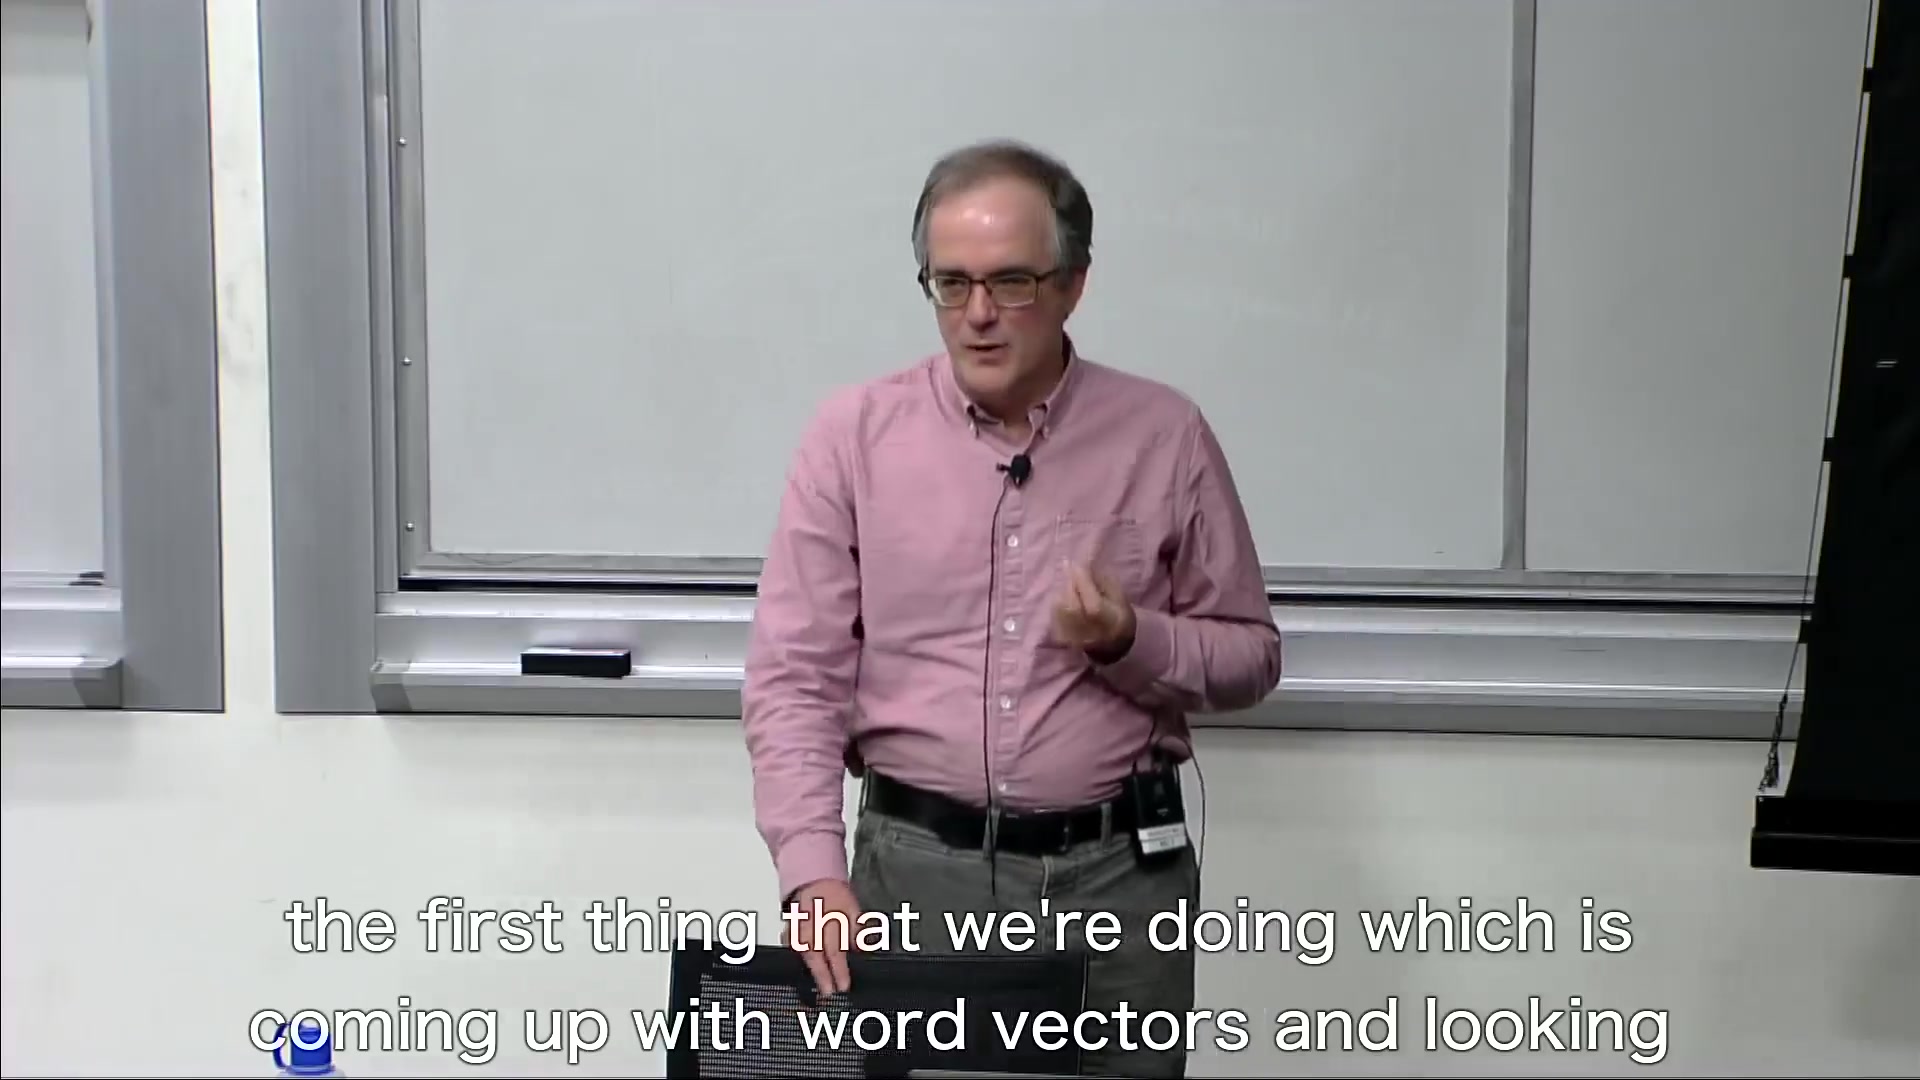 the first thing that we're doing which is
coming up with word vectors and looking